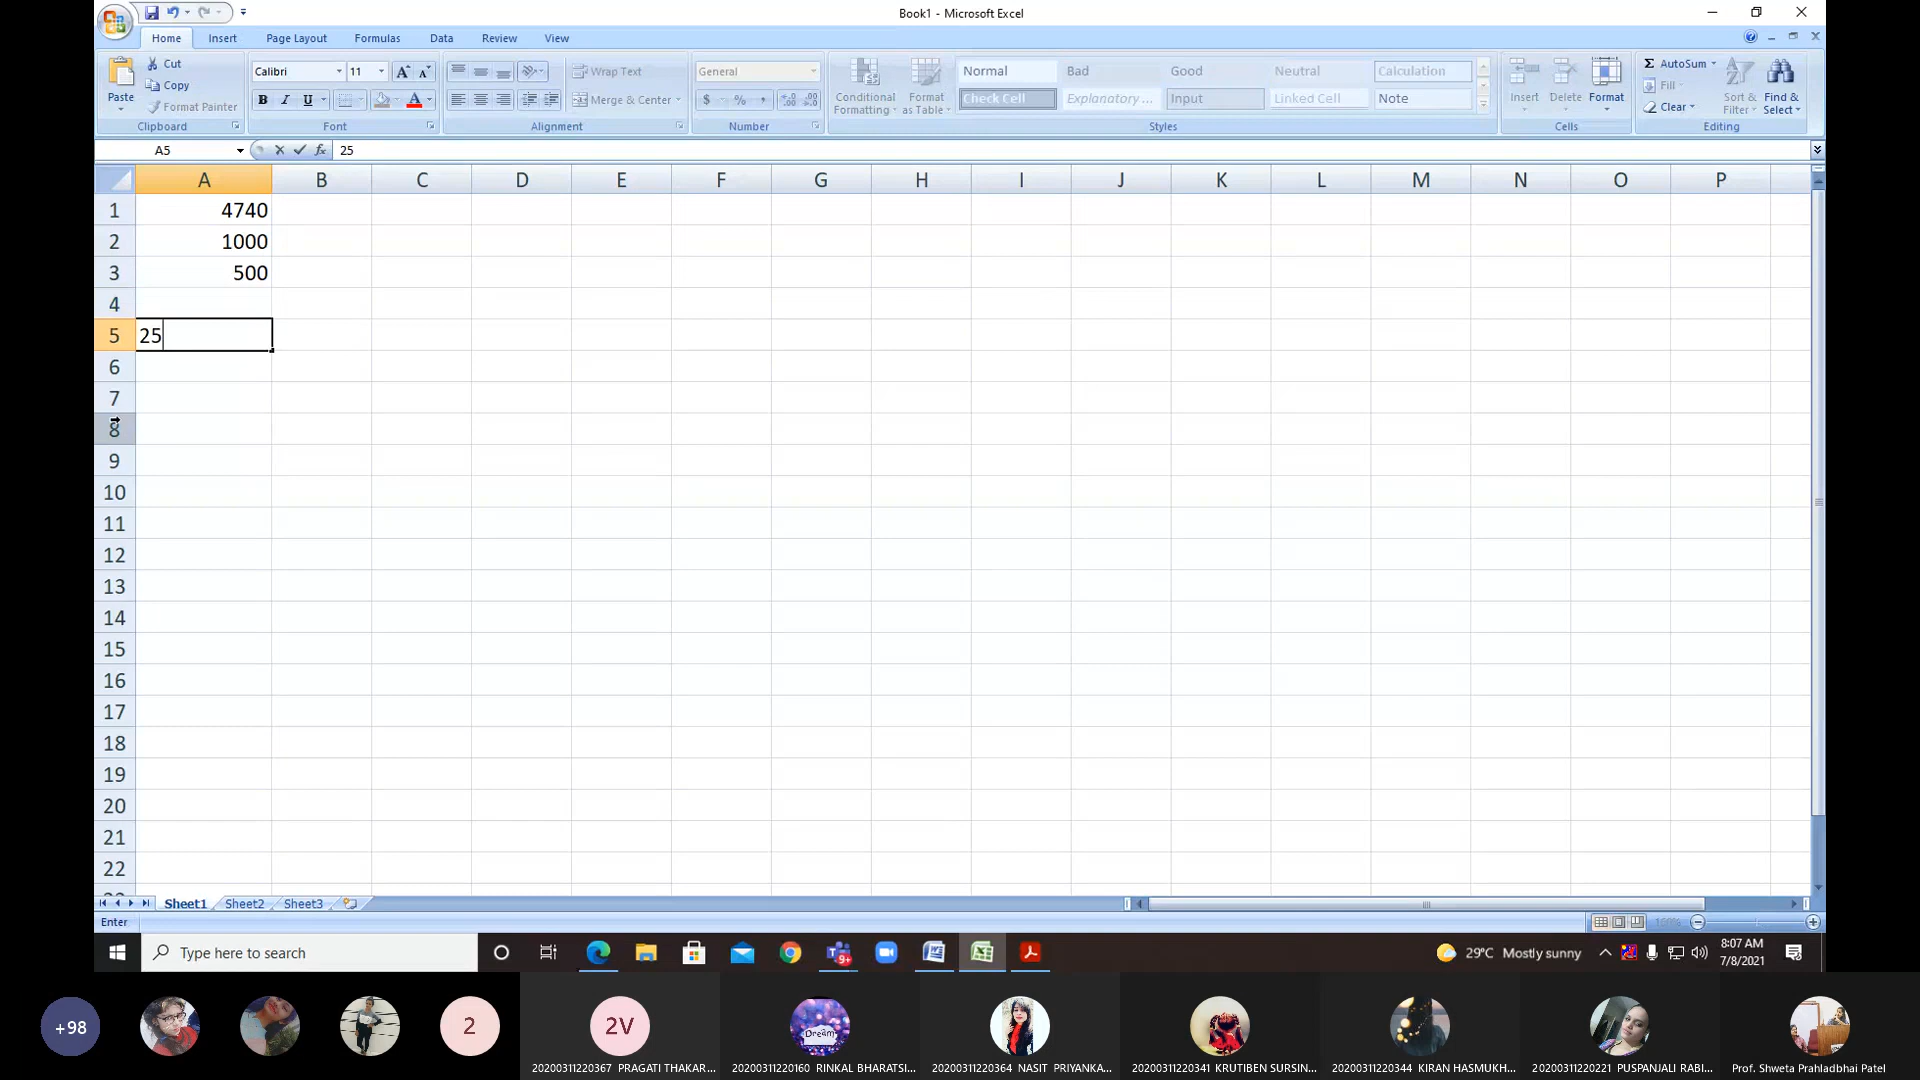 Book1 - Microsoft Excel
Home Insert Page Layout Formulas Data Review View
Paste Cut Copy Format Painter
Calibri 11 Wrap Text General
B I U Merge & Center $ % ,
Conditional Formatting Format as Table
Normal Bad Good Neutral Calculation
Check Cell Explanatory ... Input Linked Cell Note
Insert Delete Format
Σ AutoSum Fill Clear
Sort & Filter Find & Select
Clipboard Font Alignment Number Styles Cells Editing
A5 fx 25
A B C D E F G H I J K L M N O P
1 4740
2 1000
3 500
4
5 25
6
7
8
9
10
11
12
13
14
15
16
17
18
19
20
21
22
Sheet1 Sheet2 Sheet3
Enter
Type here to search
9+
29°C Mostly sunny
8:07 AM
7/8/2021
+98 2 2V Dream
20200311220367 PRAGATI THAKAR... 20200311220160 RINKAL BHARATSI... 20200311220364 NASIT PRIYANKA... 20200311220341 KRUTIBEN SURSIN... 20200311220344 KIRAN HASMUKH... 20200311220221 PUSPANJALI RABI... Prof. Shweta Prahladbhai Patel